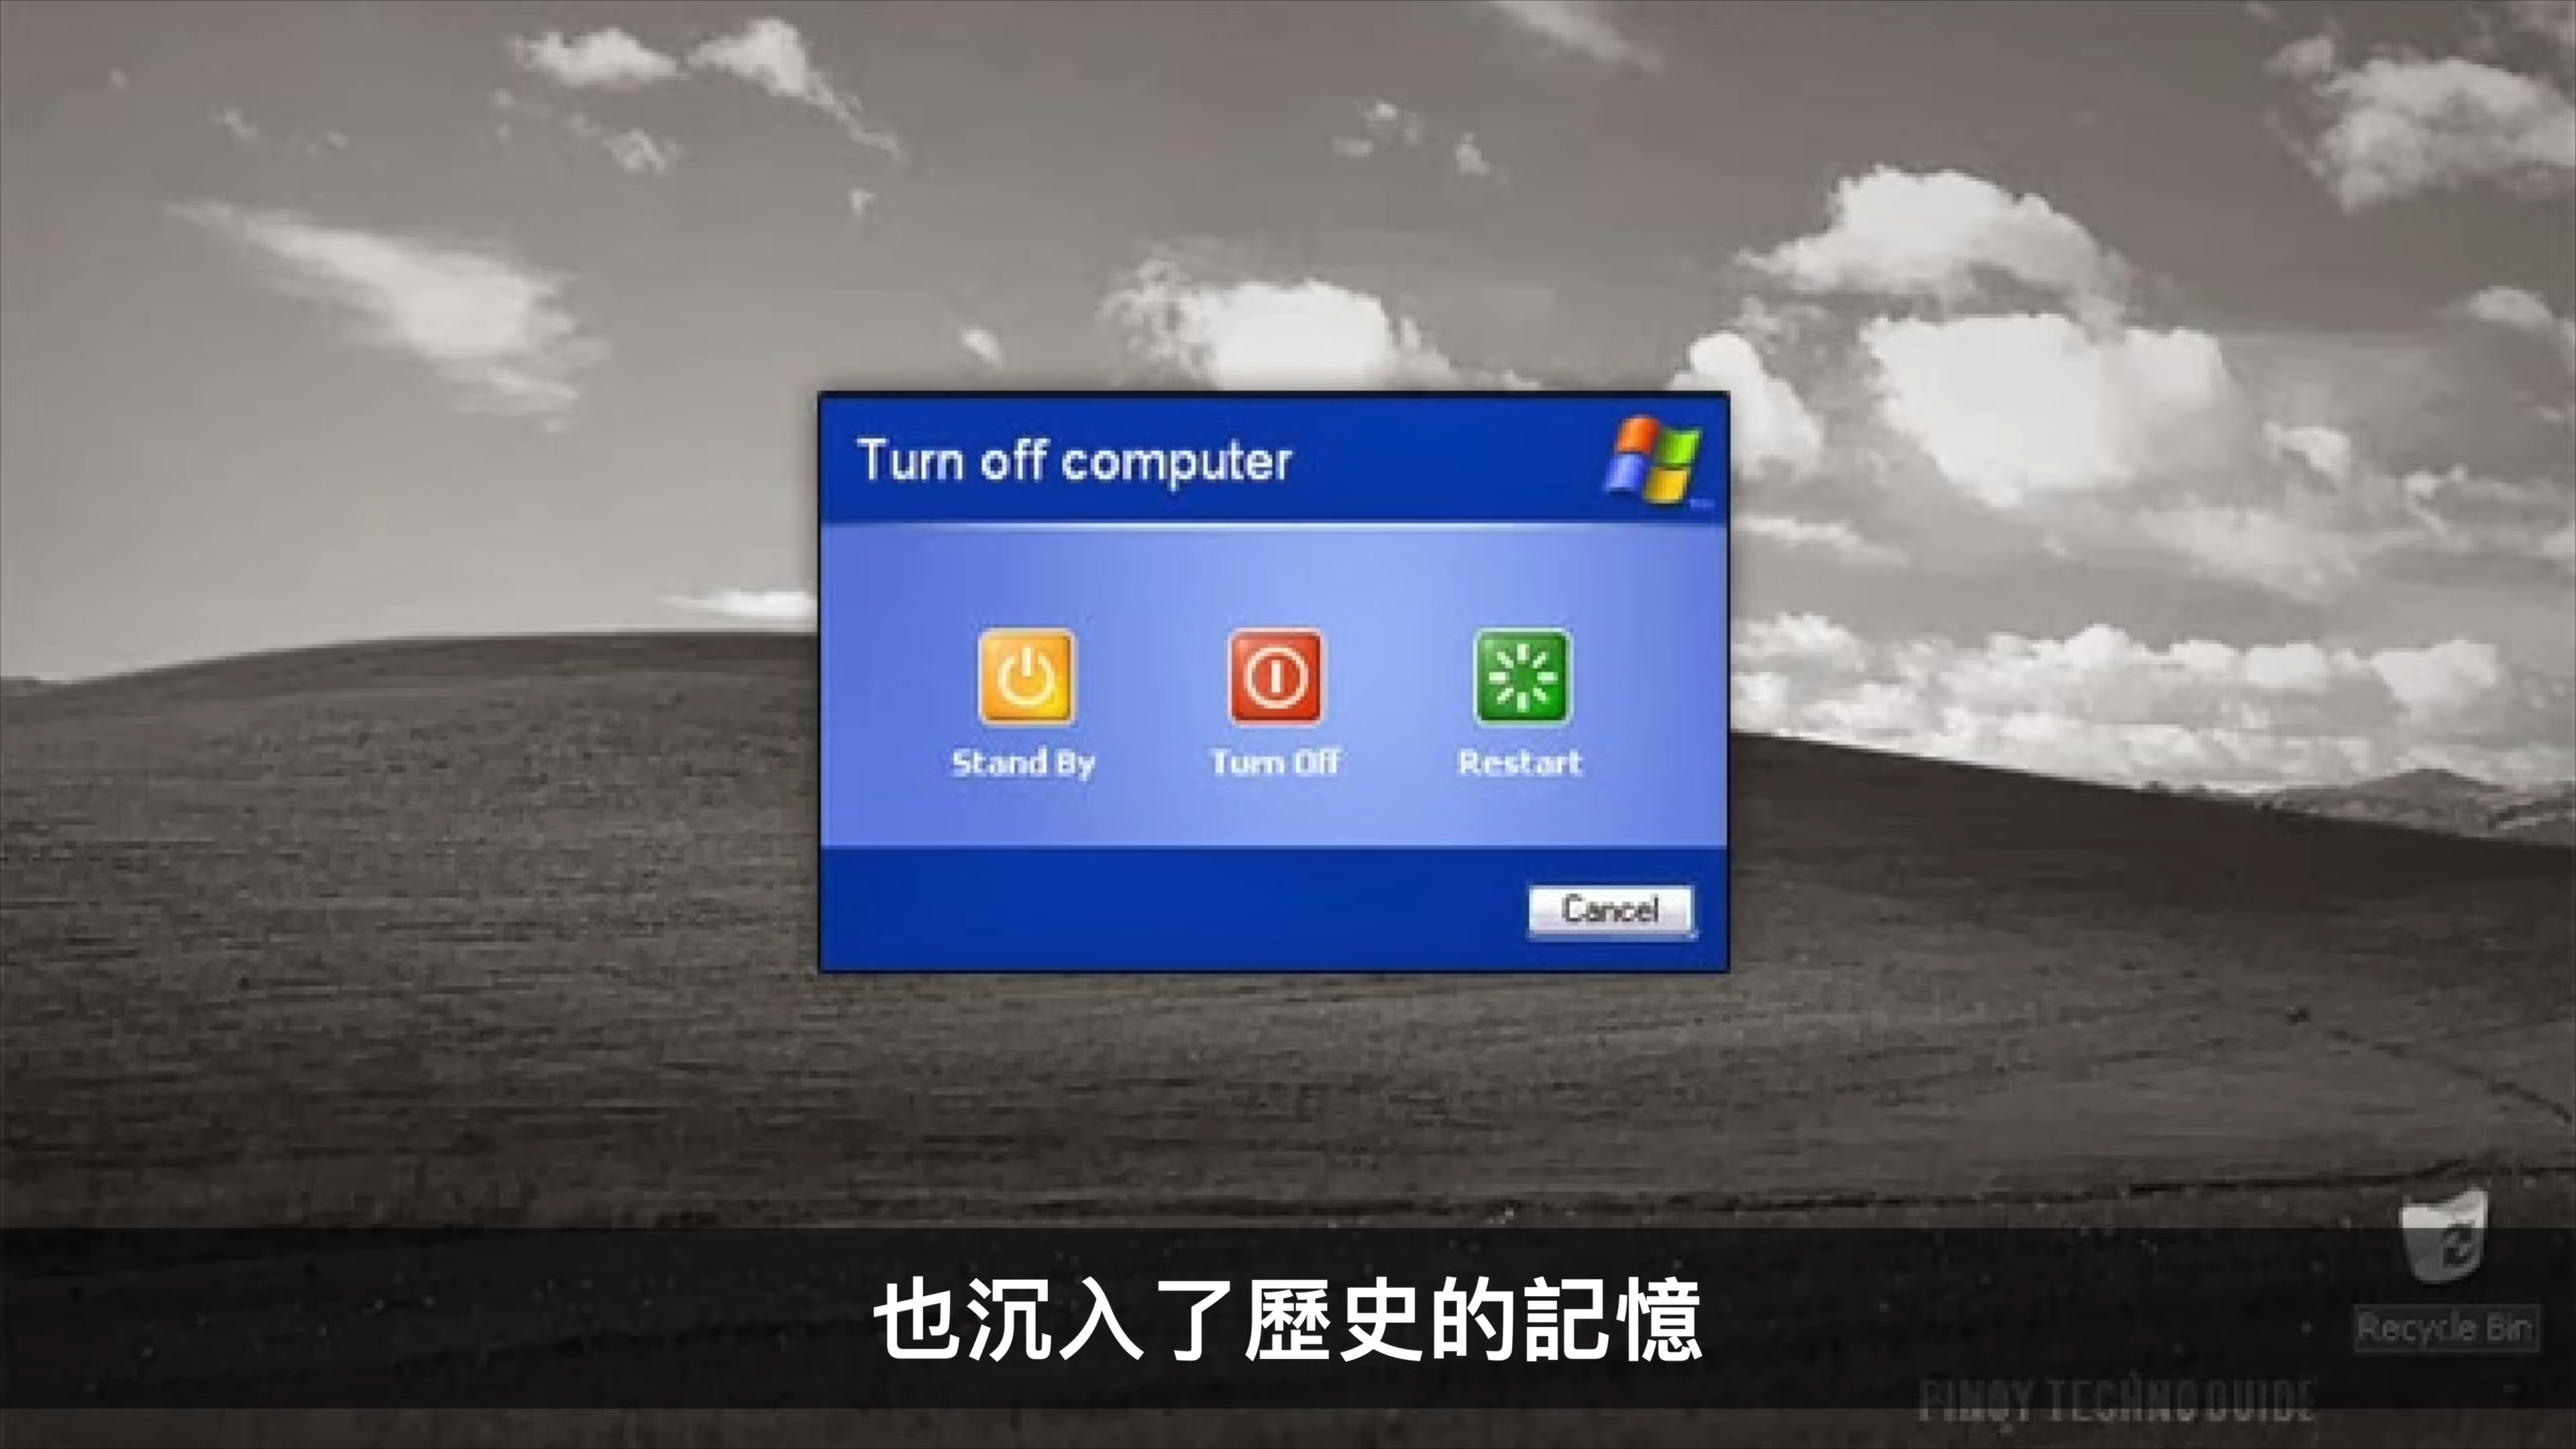 Turn off computer
Stand By
Turn Off
Restart
Cancel
Recycle Bin
也沉入了歷史的記憶
PINOY TECHNO GUIDE